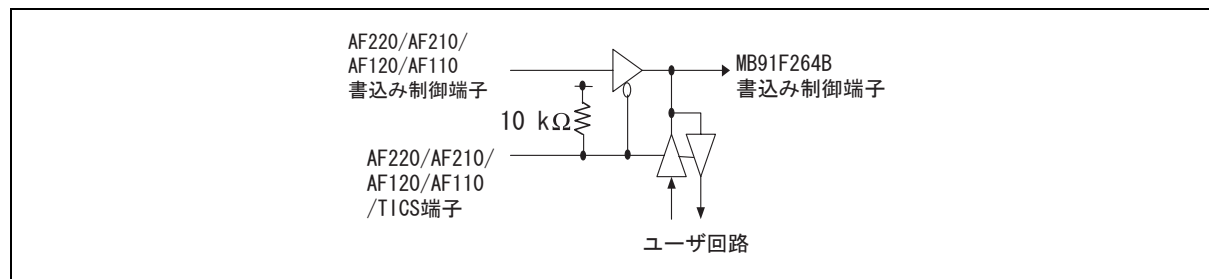 AF220/AF210/
AF120/AF110
書込み制御端子
MB91F264B
書込み制御端子
10 kΩ
AF220/AF210/
AF120/AF110
/TICS端子
ユーザ回路